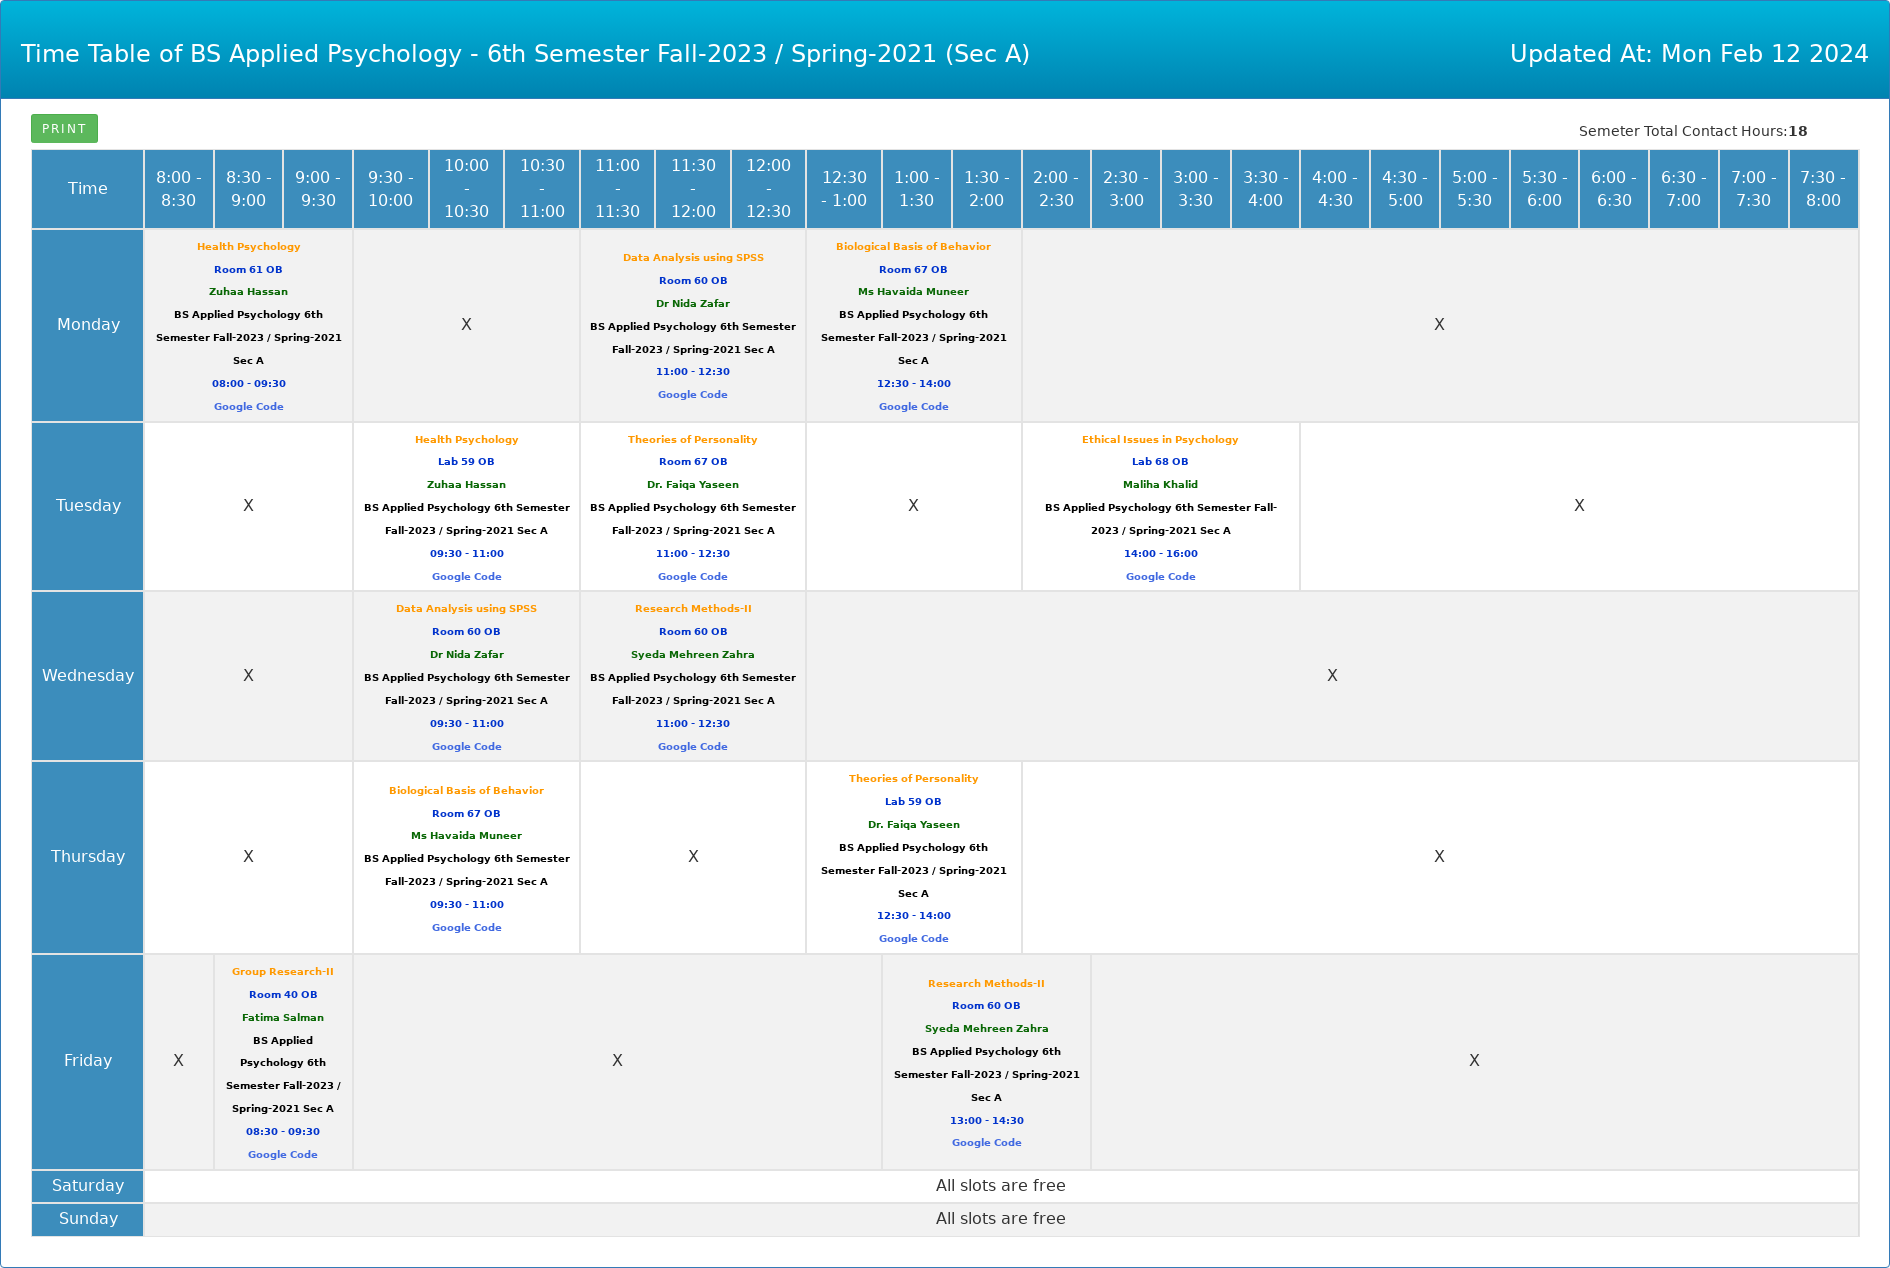 Time Table of BS Applied Psychology - 6th Semester Fall-2023 / Spring-2021 (Sec A)
Updated At: Mon Feb 12 2024
PRINT
Semeter Total Contact Hours:18
Time
8:00 -
8:30
8:30 -
9:00
9:00 -
9:30
9:30 -
10:00
10:00
-
10:30
10:30
-
11:00
11:00
-
11:30
11:30
-
12:00
12:00
-
12:30
12:30
- 1:00
1:00 -
1:30
1:30 -
2:00
2:00 -
2:30
2:30 -
3:00
3:00 -
3:30
3:30 -
4:00
4:00 -
4:30
4:30 -
5:00
5:00 -
5:30
5:30 -
6:00
6:00 -
6:30
6:30 -
7:00
7:00 -
7:30
7:30 -
8:00
Monday
Health Psychology
Room 61 OB
Zuhaa Hassan
BS Applied Psychology 6th
Semester Fall-2023 / Spring-2021
Sec A
08:00 - 09:30
Google Code
X
Data Analysis using SPSS
Room 60 OB
Dr Nida Zafar
BS Applied Psychology 6th Semester
Fall-2023 / Spring-2021 Sec A
11:00 - 12:30
Google Code
Biological Basis of Behavior
Room 67 OB
Ms Havaida Muneer
BS Applied Psychology 6th
Semester Fall-2023 / Spring-2021
Sec A
12:30 - 14:00
Google Code
X
Tuesday
X
Health Psychology
Lab 59 OB
Zuhaa Hassan
BS Applied Psychology 6th Semester
Fall-2023 / Spring-2021 Sec A
09:30 - 11:00
Google Code
Theories of Personality
Room 67 OB
Dr. Faiqa Yaseen
BS Applied Psychology 6th Semester
Fall-2023 / Spring-2021 Sec A
11:00 - 12:30
Google Code
X
Ethical Issues in Psychology
Lab 68 OB
Maliha Khalid
BS Applied Psychology 6th Semester Fall-
2023 / Spring-2021 Sec A
14:00 - 16:00
Google Code
X
Wednesday
X
Data Analysis using SPSS
Room 60 OB
Dr Nida Zafar
BS Applied Psychology 6th Semester
Fall-2023 / Spring-2021 Sec A
09:30 - 11:00
Google Code
Research Methods-II
Room 60 OB
Syeda Mehreen Zahra
BS Applied Psychology 6th Semester
Fall-2023 / Spring-2021 Sec A
11:00 - 12:30
Google Code
X
Thursday
X
Biological Basis of Behavior
Room 67 OB
Ms Havaida Muneer
BS Applied Psychology 6th Semester
Fall-2023 / Spring-2021 Sec A
09:30 - 11:00
Google Code
X
Theories of Personality
Lab 59 OB
Dr. Faiqa Yaseen
BS Applied Psychology 6th
Semester Fall-2023 / Spring-2021
Sec A
12:30 - 14:00
Google Code
X
Friday
X
Group Research-II
Room 40 OB
Fatima Salman
BS Applied
Psychology 6th
Semester Fall-2023 /
Spring-2021 Sec A
08:30 - 09:30
Google Code
X
Research Methods-II
Room 60 OB
Syeda Mehreen Zahra
BS Applied Psychology 6th
Semester Fall-2023 / Spring-2021
Sec A
13:00 - 14:30
Google Code
X
Saturday
All slots are free
Sunday
All slots are free